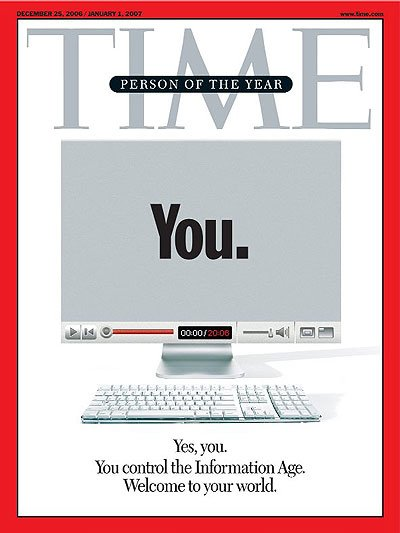 DECEMBER 25, 2006 / JANUARY 1, 2007
www.time.com
TIME
PERSON OF THE YEAR
You.
00:00/20:06
Yes, you.
You control the Information Age.
Welcome to your world.